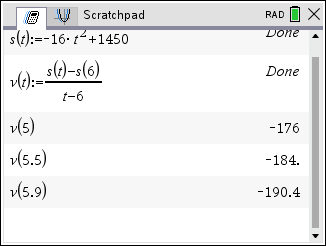 Scratchpad RAD
s(t):=-16·t²+1450 Done
v(t):=(s(t)-s(6))/(t-6) Done
v(5) -176
v(5.5) -184.
v(5.9) -190.4